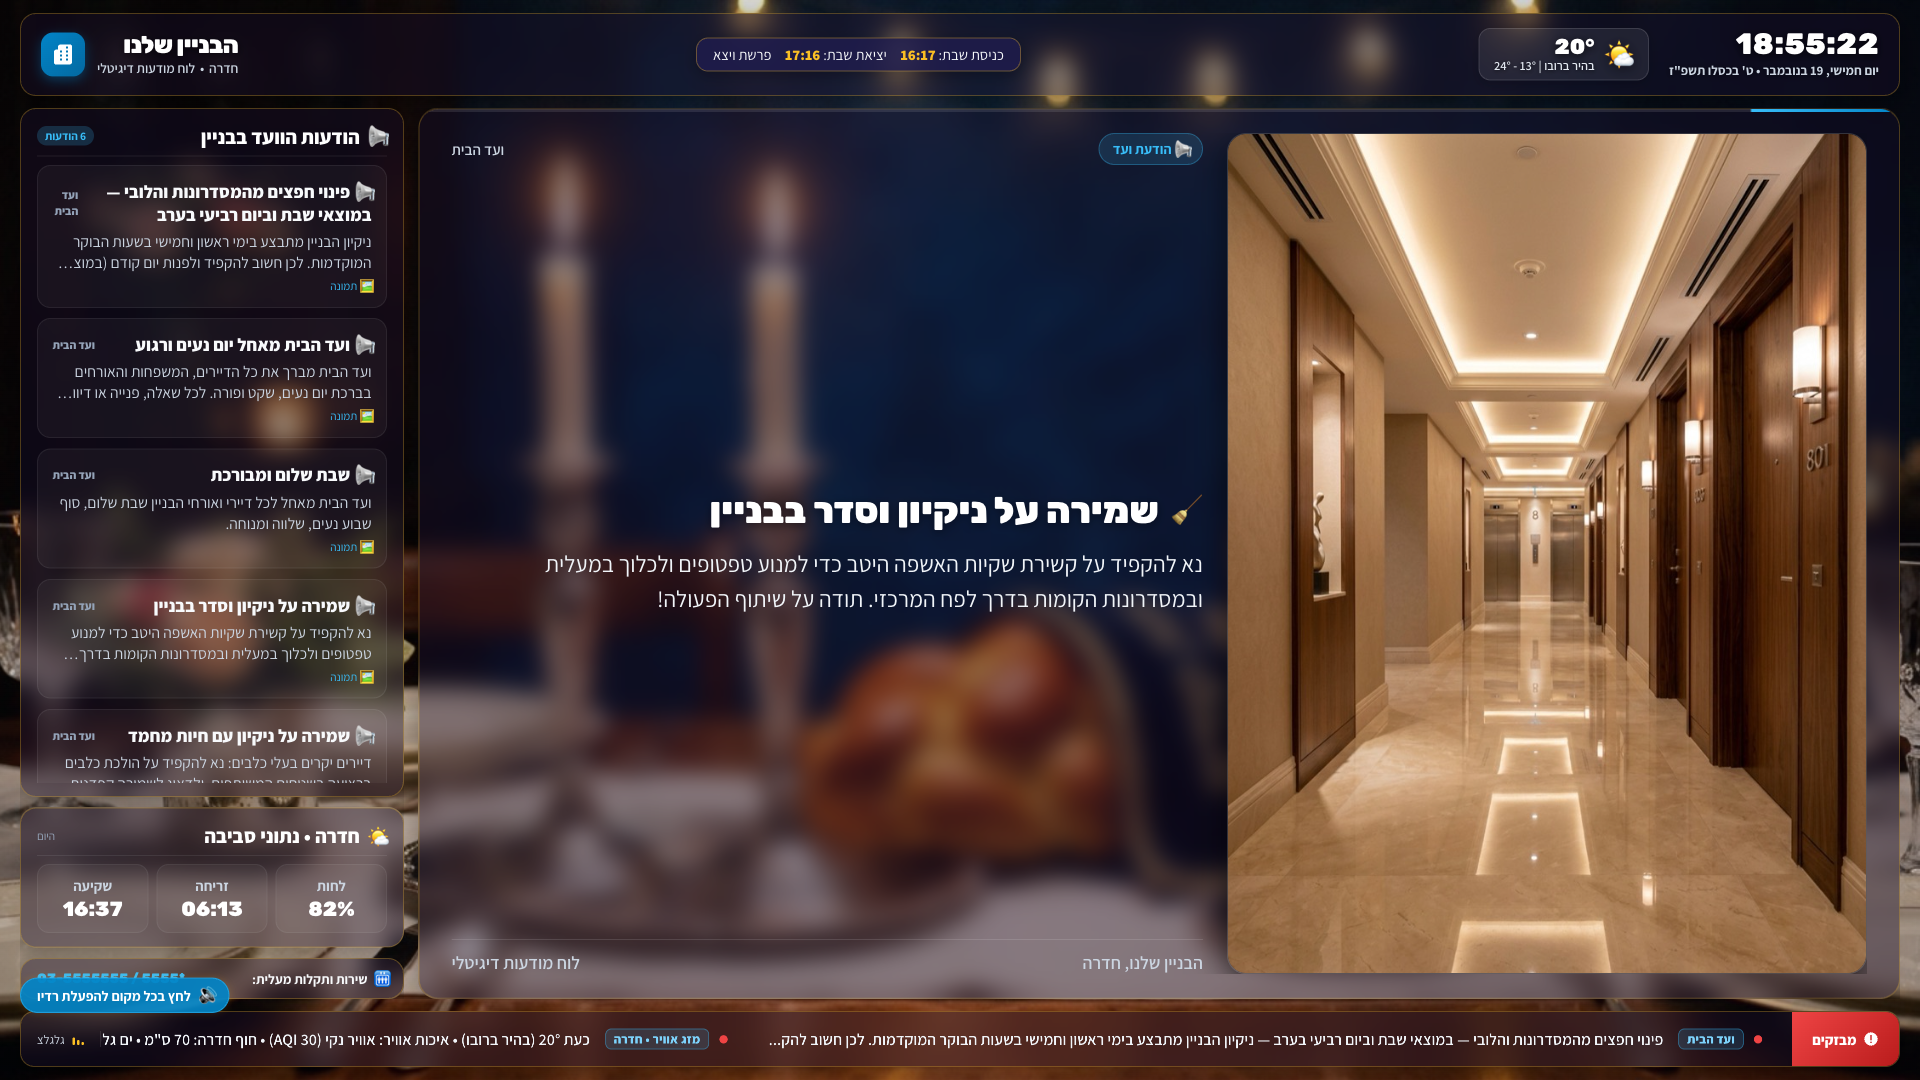 18:55:22
יום חמישי, 19 בנובמבר • ט' בכסלו תשפ"ז
20°
בהיר ברובו | 13° - 24°
כניסת שבת: 16:17 יציאת שבת: 17:16 פרשת ויצא
הבניין שלנו
חדרה • לוח מודעות דיגיטלי
801
8
הודעת ועד
ועד הבית
שמירה על ניקיון וסדר בבניין
נא להקפיד על קשירת שקיות האשפה היטב כדי למנוע טפטופים ולכלוך במעלית
ובמסדרונות הקומות בדרך לפח המרכזי. תודה על שיתוף הפעולה!
הבניין שלנו, חדרה
לוח מודעות דיגיטלי
הודעות הוועד בבניין
6 הודעות
פינוי חפצים מהמסדרונות והלובי —
במוצאי שבת וביום רביעי בערב
ועד
הבית
ניקיון הבניין מתבצע בימי ראשון וחמישי בשעות הבוקר
המוקדמות. לכן חשוב להקפיד ולפנות יום קודם (במוצ...
תמונה
ועד הבית מאחל יום נעים ורגוע
ועד הבית
ועד הבית מברך את כל הדיירים, המשפחות והאורחים
בברכת יום נעים, שקט ופורה. לכל שאלה, פנייה או דיוו...
תמונה
שבת שלום ומבורכת
ועד הבית
ועד הבית מאחל לכל דיירי ואורחי הבניין שבת שלום, סוף
שבוע נעים, שלווה ומנוחה.
תמונה
שמירה על ניקיון וסדר בבניין
ועד הבית
נא להקפיד על קשירת שקיות האשפה היטב כדי למנוע
טפטופים ולכלוך במעלית ובמסדרונות הקומות בדרך...
תמונה
שמירה על ניקיון עם חיות מחמד
ועד הבית
דיירים יקרים בעלי כלבים: נא להקפיד על הולכת כלבים
חדרה • נתוני סביבה
היום
לחות
82%
זריחה
06:13
שקיעה
16:37
שירות ותקלות מעלית:
לחץ בכל מקום להפעלת רדיו
מבזקים
ועד הבית
פינוי חפצים מהמסדרונות והלובי — במוצאי שבת וביום רביעי בערב — ניקיון הבניין מתבצע בימי ראשון וחמישי בשעות הבוקר המוקדמות. לכן חשוב להק...
מזג אוויר • חדרה
כעת 20° (בהיר ברובו) • איכות אוויר: אוויר נקי (AQI 30) • חוף חדרה: 70 ס"מ • ים גל
גלגלצ